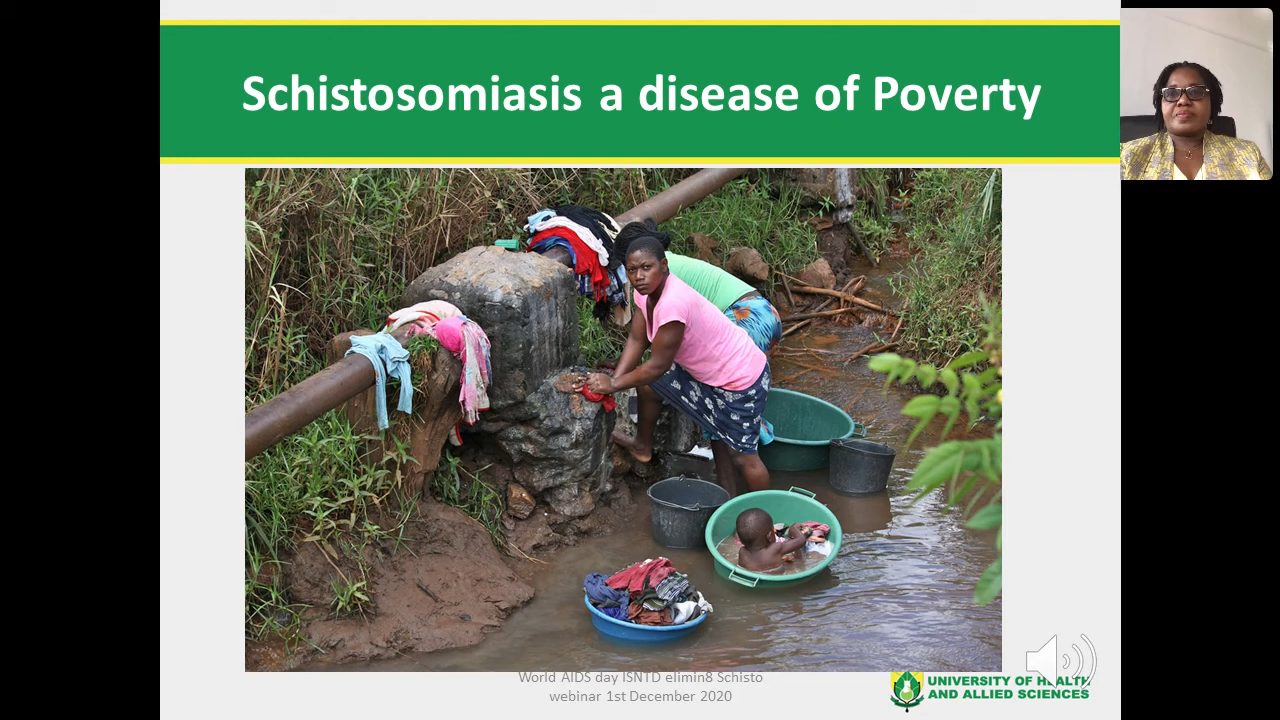 Schistosomiasis a disease of Poverty
World AIDS day ISNTD elimin8 Schisto
webinar 1st December 2020
UNIVERSITY OF HEALTH
AND ALLIED SCIENCES